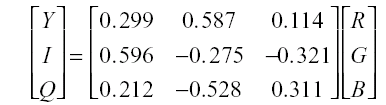 [Y] [0.299 0.587 0.114] [R]
[I] = [0.596 −0.275 −0.321] [G]
[Q] [0.212 −0.528 0.311] [B]